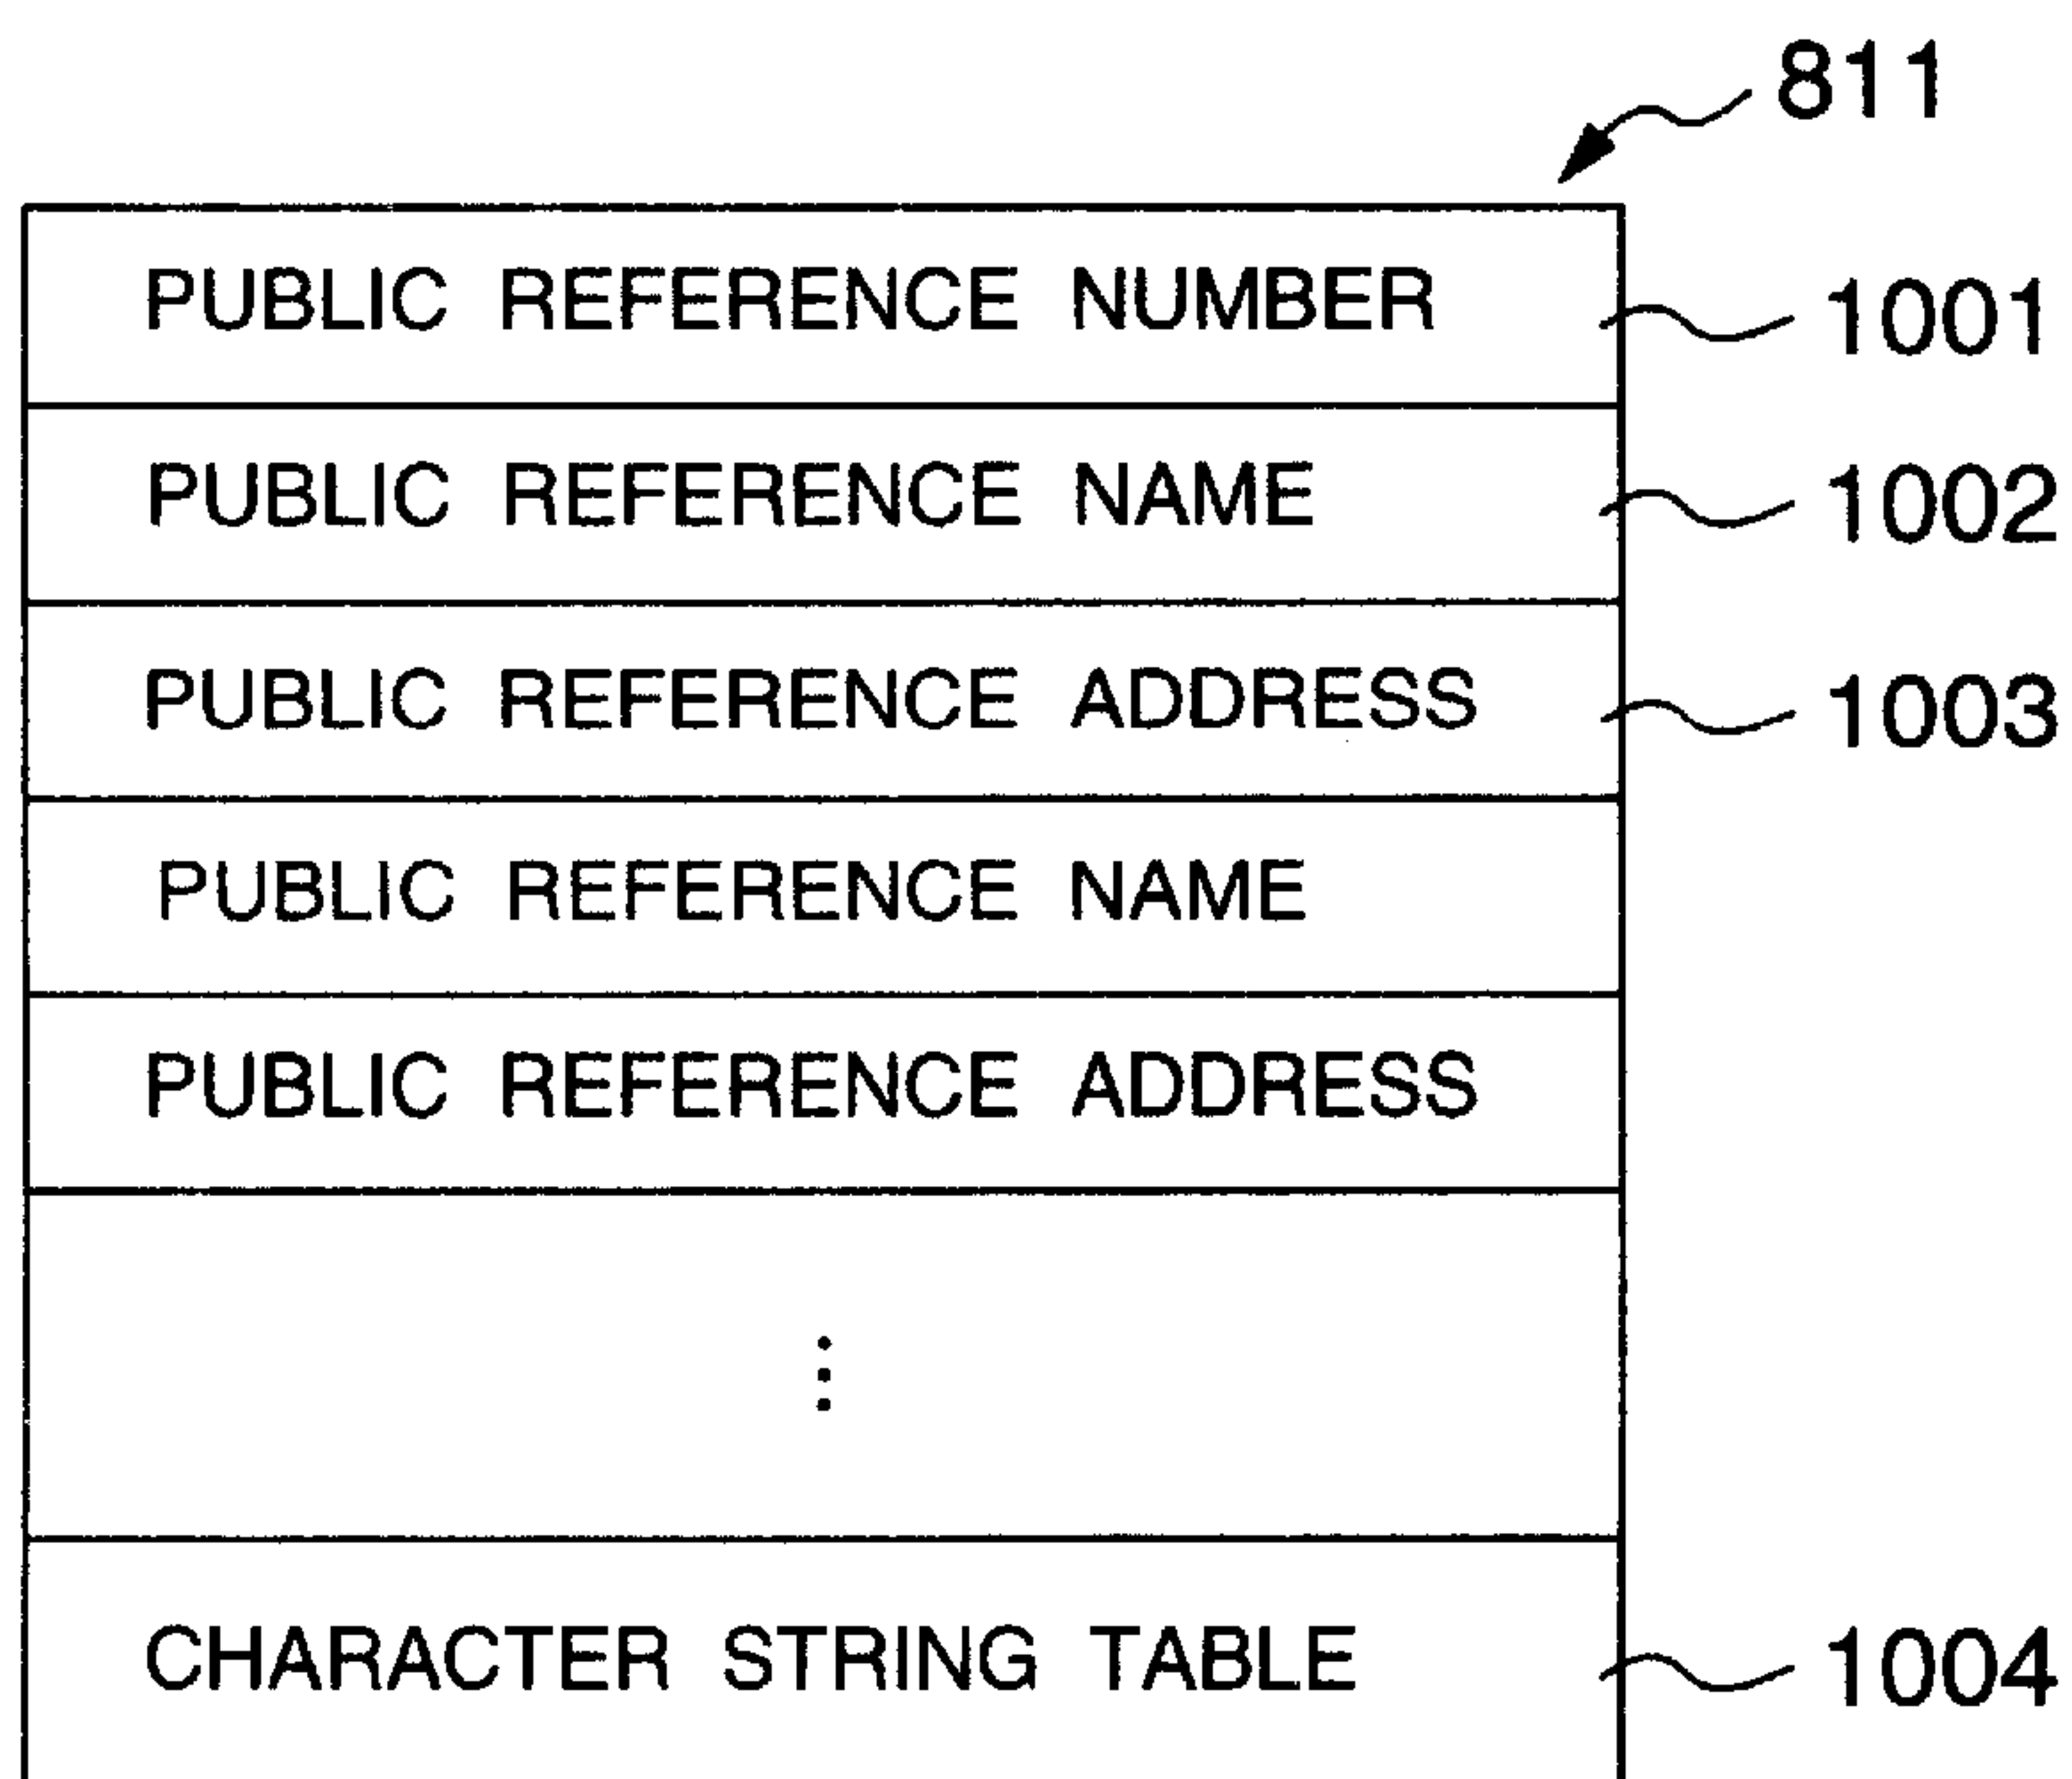 811
PUBLIC REFERENCE NUMBER 1001
PUBLIC REFERENCE NAME 1002
PUBLIC REFERENCE ADDRESS 1003
PUBLIC REFERENCE NAME
PUBLIC REFERENCE ADDRESS
⋮
CHARACTER STRING TABLE 1004